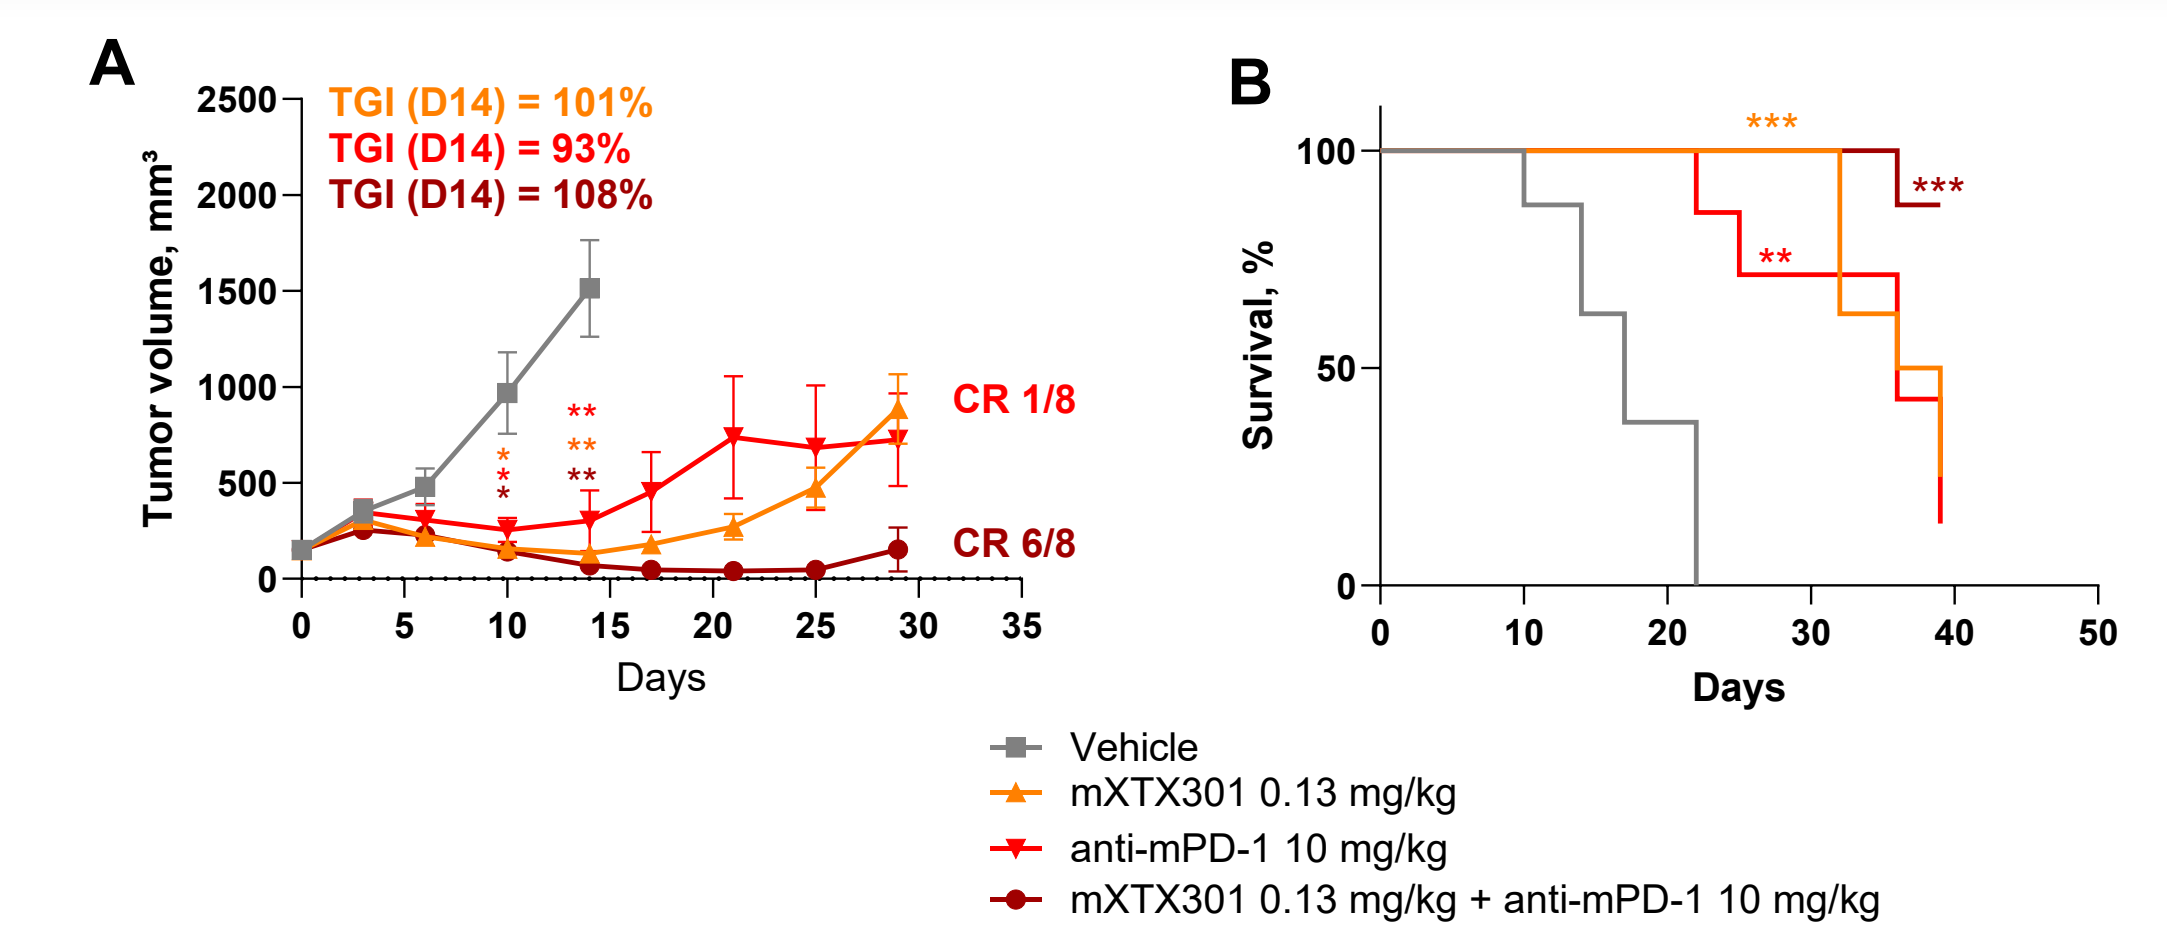 A
TGI (D14) = 101%
TGI (D14) = 93%
TGI (D14) = 108%
Tumor volume, mm³
2500
2000
1500
1000
500
0
*
*
*
**
**
**
CR 1/8
CR 6/8
0 5 10 15 20 25 30 35
Days
B
Survival, %
100
50
0
***
***
**
0 10 20 30 40 50
Days
Vehicle
mXTX301 0.13 mg/kg
anti-mPD-1 10 mg/kg
mXTX301 0.13 mg/kg + anti-mPD-1 10 mg/kg